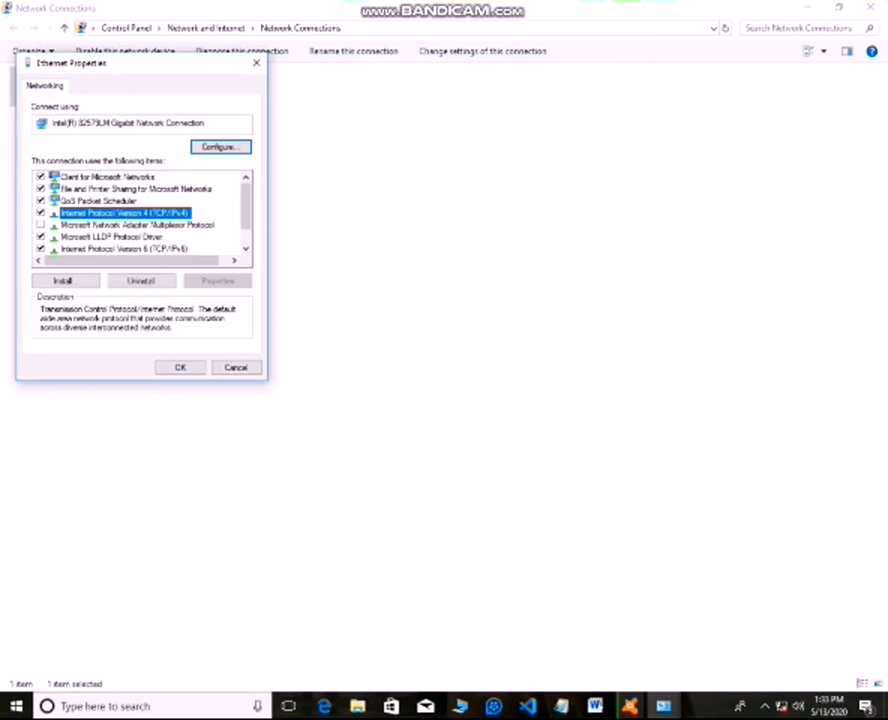 Network Connections
www.BANDICAM.com
Control Panel > Network and Internet > Network Connections
Search Network Connections
Organize
Disable this network device
Diagnose this connection
Rename this connection
Change settings of this connection
Ethernet Properties
Networking
Connect using:
Intel(R) 82579LM Gigabit Network Connection
Configure...
This connection uses the following items:
Client for Microsoft Networks
File and Printer Sharing for Microsoft Networks
QoS Packet Scheduler
Internet Protocol Version 4 (TCP/IPv4)
Microsoft Network Adapter Multiplexor Protocol
Microsoft LLDP Protocol Driver
Internet Protocol Version 6 (TCP/IPv6)
Install...
Uninstall
Properties
Description
Transmission Control Protocol/Internet Protocol. The default
wide area network protocol that provides communication
across diverse interconnected networks.
OK
Cancel
1 item
1 item selected
Type here to search
1:33 PM
5/13/2020
3